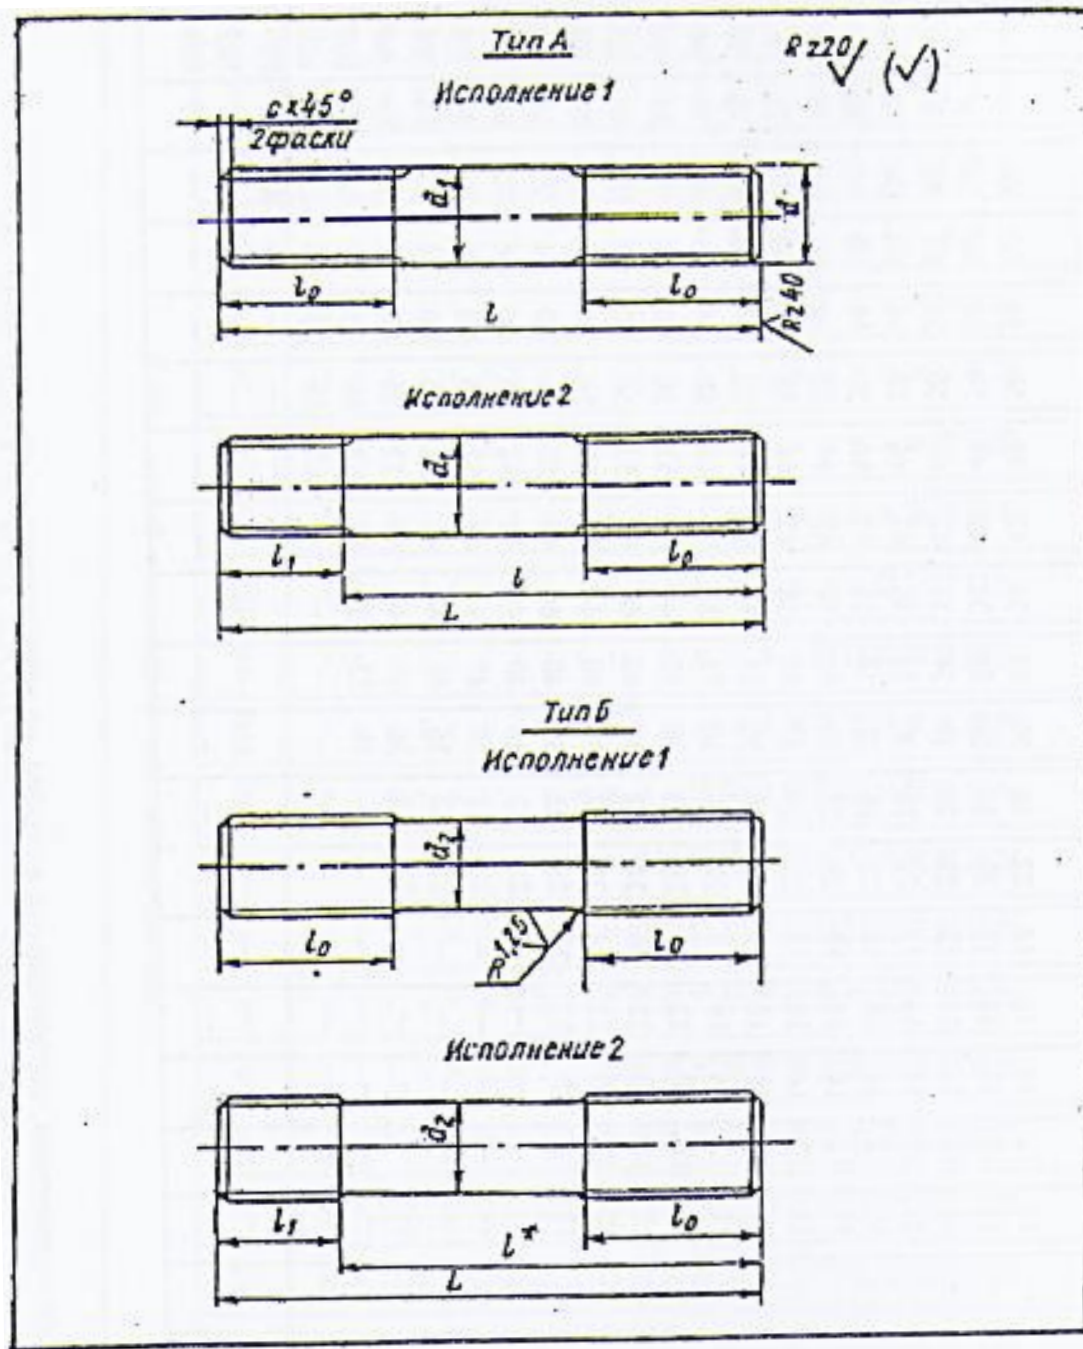 Тип А
Rz20 (√)
Исполнение 1
c×45°
2 фаски
d₁
d
l₀
l₀
l
Rz40
Исполнение 2
d₁
l₁
l₀
l
L
Тип Б
Исполнение 1
d₂
l₀
R
1,25
l₀
Исполнение 2
d₂
l₁
l₀
l*
L